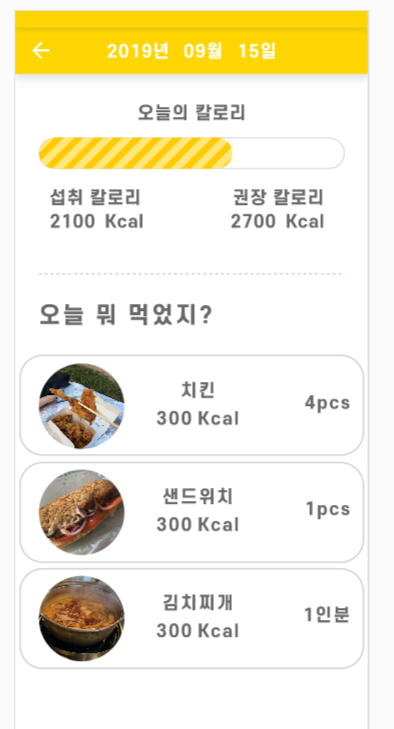 2019년 09월 15일
오늘의 칼로리
섭취 칼로리 권장 칼로리
2100 Kcal 2700 Kcal
오늘 뭐 먹었지?
치킨
300 Kcal
4pcs
샌드위치
300 Kcal
1pcs
김치찌개
300 Kcal
1인분